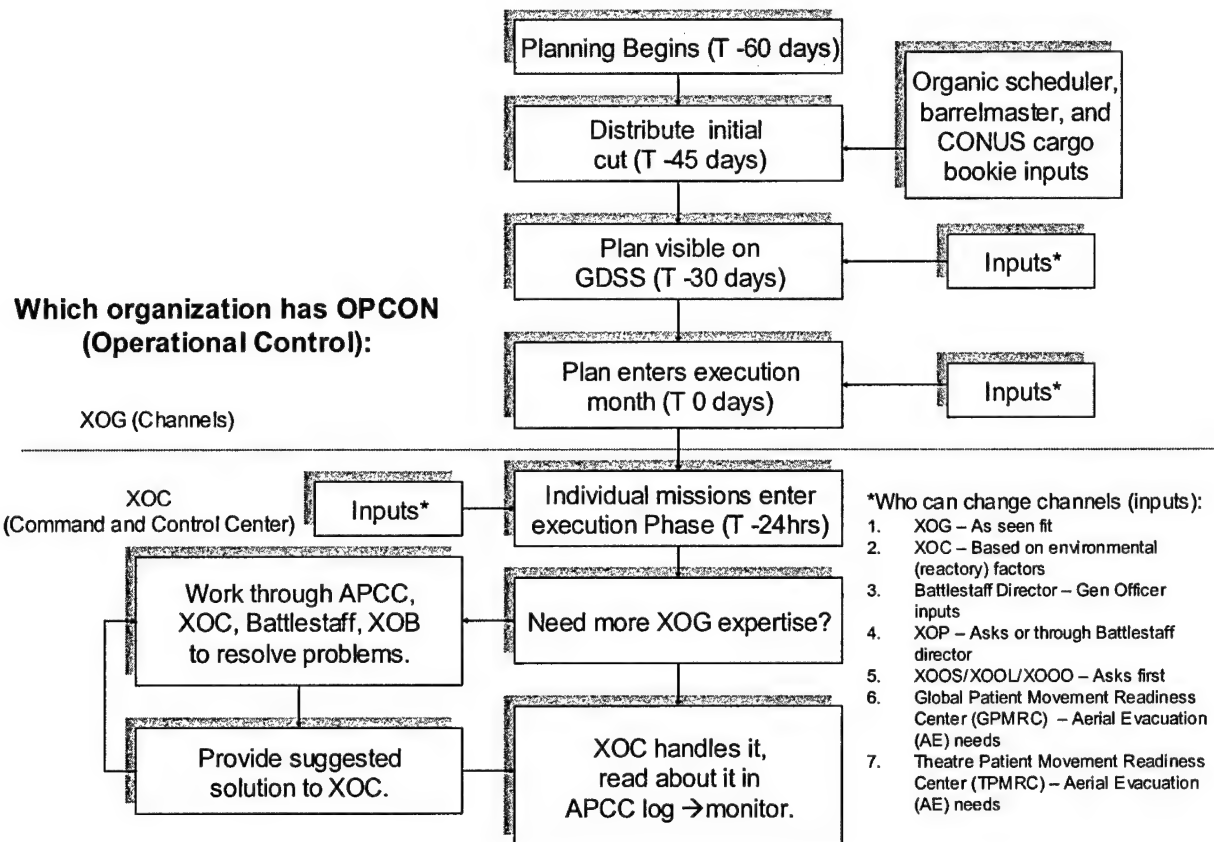 Planning Begins (T -60 days)
Organic scheduler,
barrelmaster, and
CONUS cargo
bookie inputs
Distribute initial
cut (T -45 days)
Plan visible on
GDSS (T -30 days)
Inputs*
Which organization has OPCON
(Operational Control):
Plan enters execution
month (T 0 days)
Inputs*
XOG (Channels)
XOC
(Command and Control Center)
Inputs*
Individual missions enter
execution Phase (T -24hrs)
Work through APCC,
XOC, Battlestaff, XOB
to resolve problems.
Need more XOG expertise?
Provide suggested
solution to XOC.
XOC handles it,
read about it in
APCC log →monitor.
*Who can change channels (inputs):
1. XOG – As seen fit
2. XOC – Based on environmental
(reactory) factors
3. Battlestaff Director – Gen Officer
inputs
4. XOP – Asks or through Battlestaff
director
5. XOOS/XOOL/XOOO – Asks first
6. Global Patient Movement Readiness
Center (GPMRC) – Aerial Evacuation
(AE) needs
7. Theatre Patient Movement Readiness
Center (TPMRC) – Aerial Evacuation
(AE) needs